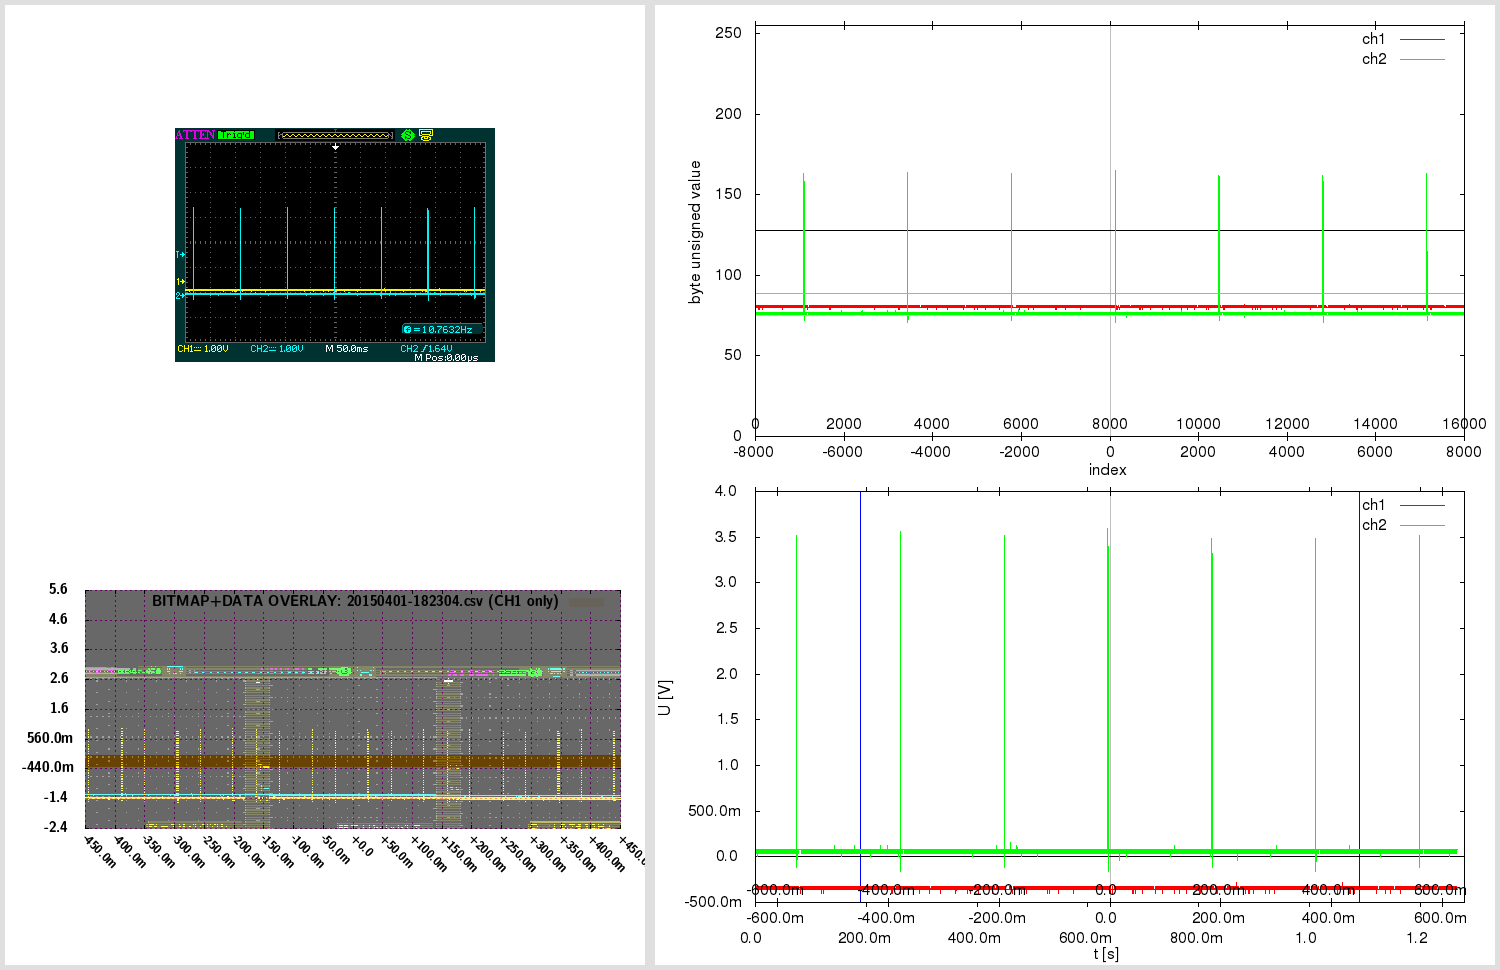 ATTEN Trig'd
T
1
2
=10.7632Hz
CH1 1.00V CH2 1.00V M 50.0ms CH2 /1.64V
M Pos:0.00µs
BITMAP+DATA OVERLAY: 20150401-182304.csv (CH1 only)
5.6
4.6
3.6
2.6
1.6
560.0m
-440.0m
-1.4
-2.4
-450.0m -400.0m -350.0m -300.0m -250.0m -200.0m -150.0m -100.0m -50.0m +0.0 +50.0m +100.0m +150.0m +200.0m +250.0m +300.0m +350.0m +400.0m +450.0
ch1
ch2
250
200
150
100
50
0
byte unsigned value
0 2000 4000 6000 8000 10000 12000 14000 16000
-8000 -6000 -4000 -2000 0 2000 4000 6000 8000
index
ch1
ch2
4.0
3.5
3.0
2.5
2.0
1.5
1.0
500.0m
0.0
-500.0m
U [V]
-600.0m -400.0m -200.0m 0.0 200.0m 400.0m 600.0m
-600.0m -400.0m -200.0m 0.0 200.0m 400.0m 600.0m
0.0 200.0m 400.0m 600.0m 800.0m 1.0 1.2
t [s]